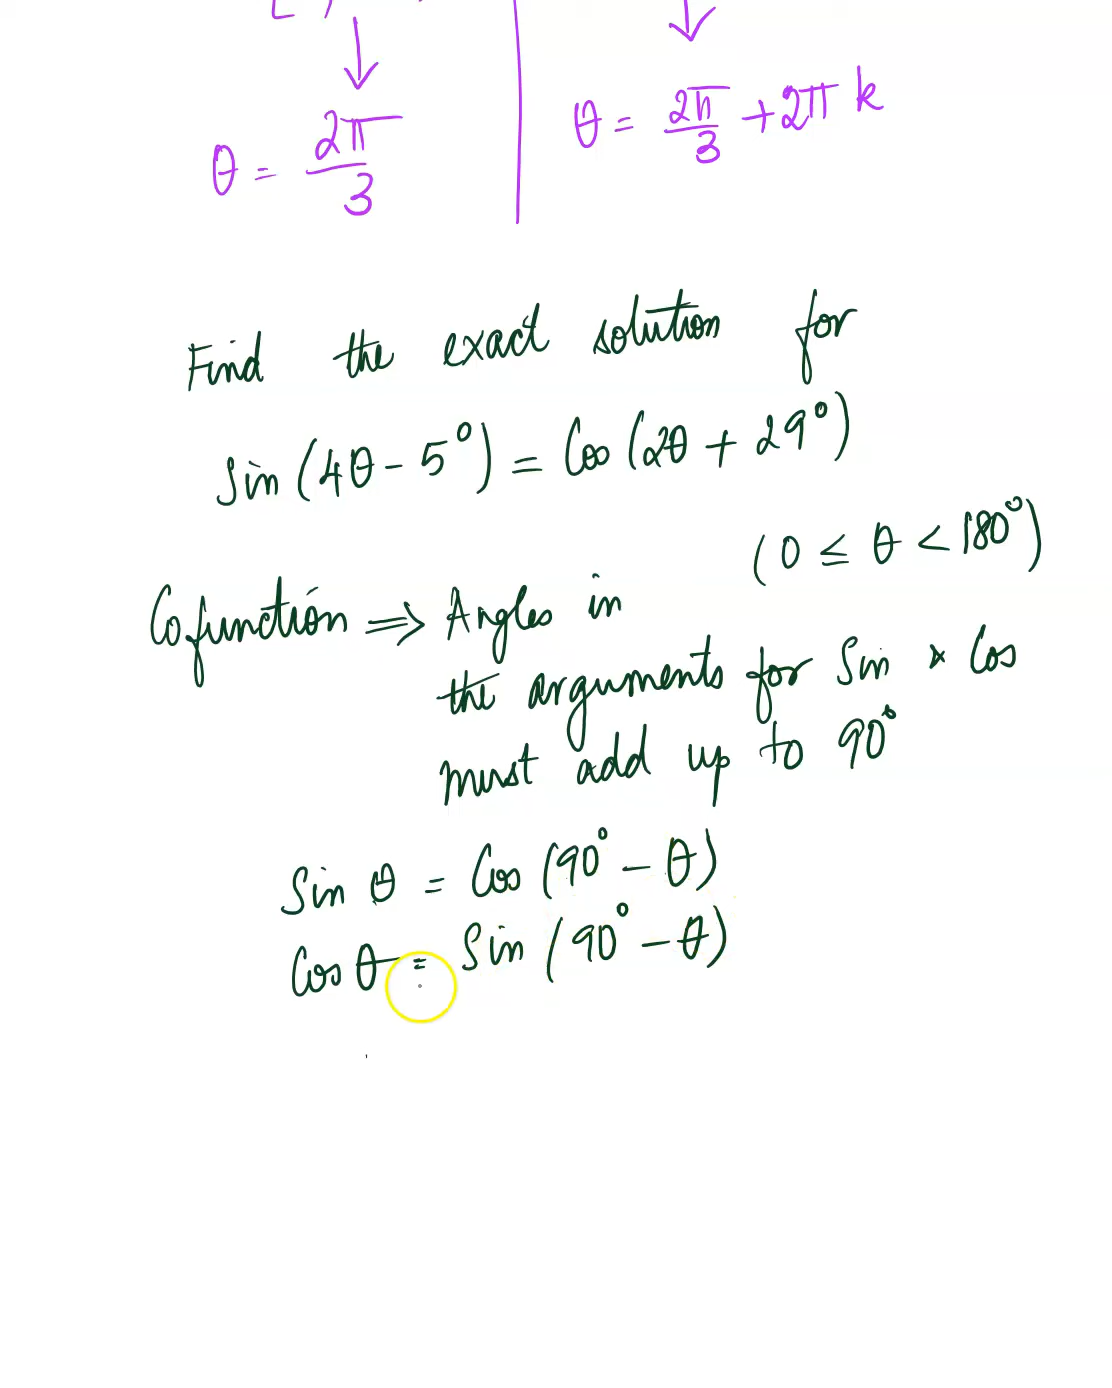 θ = 2π/3
θ = 2π/3 + 2π k
Find the exact solution for
Sin (4θ - 5°) = Cos (2θ + 29°)
(0 ≤ θ < 180°)
Cofunction ⇒ Angles in
the arguments for Sin & Cos
must add up to 90°
Sin θ = Cos (90° - θ)
Cos θ = Sin (90° - θ)